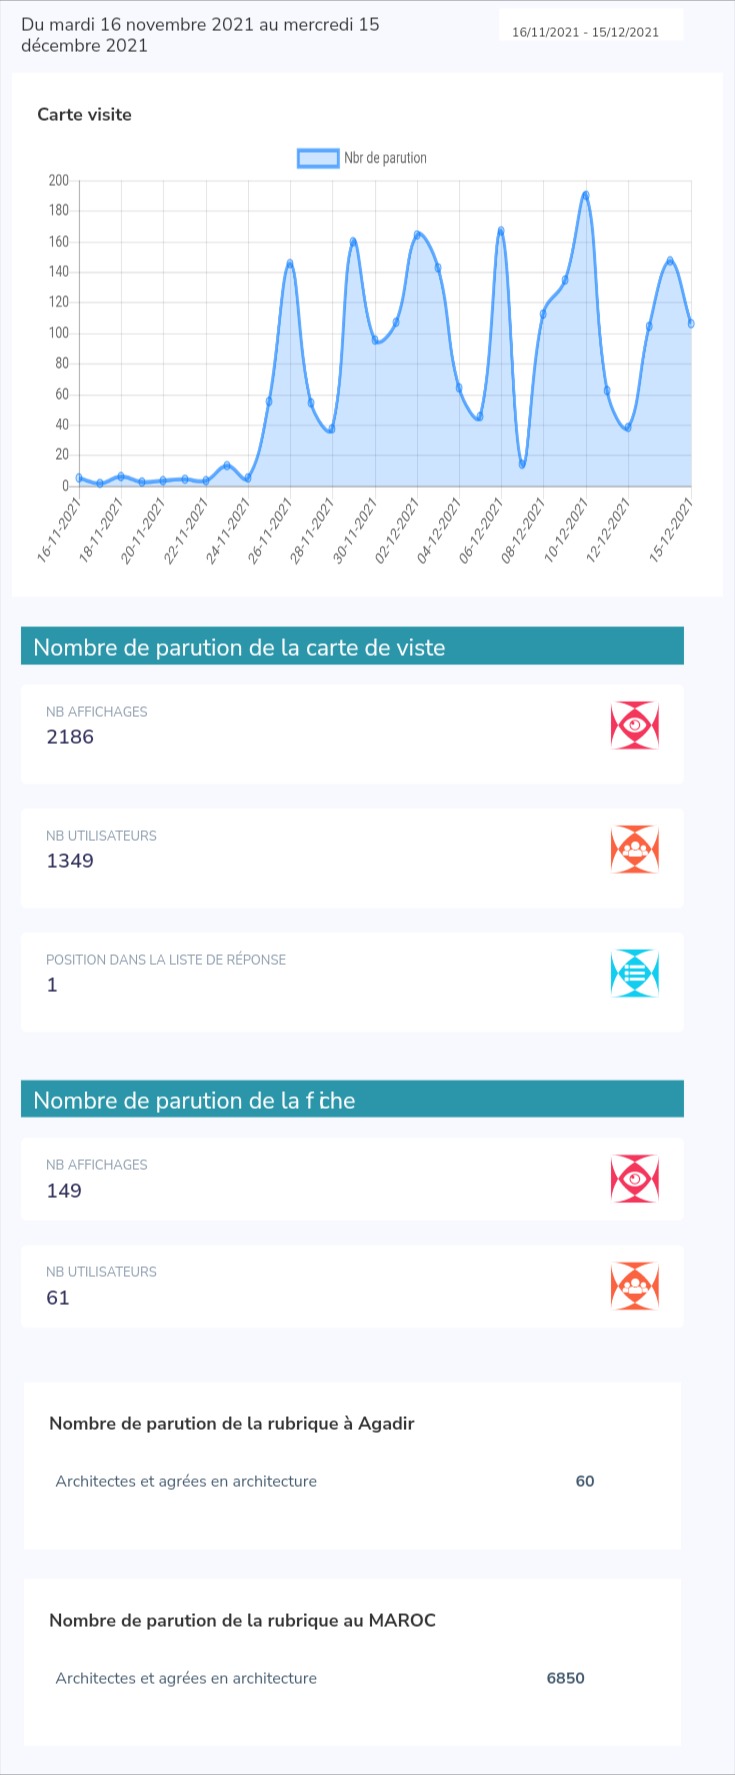 Du mardi 16 novembre 2021 au mercredi 15
décembre 2021
16/11/2021 - 15/12/2021
Carte visite
Nbr de parution
200
180
160
140
120
100
80
60
40
20
0
16-11-2021
18-11-2021
20-11-2021
22-11-2021
24-11-2021
26-11-2021
28-11-2021
30-11-2021
02-12-2021
04-12-2021
06-12-2021
08-12-2021
10-12-2021
12-12-2021
15-12-2021
Nombre de parution de la carte de viste
NB AFFICHAGES
2186
NB UTILISATEURS
1349
POSITION DANS LA LISTE DE RÉPONSE
1
Nombre de parution de la fiche
NB AFFICHAGES
149
NB UTILISATEURS
61
Nombre de parution de la rubrique à Agadir
Architectes et agrées en architecture 60
Nombre de parution de la rubrique au MAROC
Architectes et agrées en architecture 6850